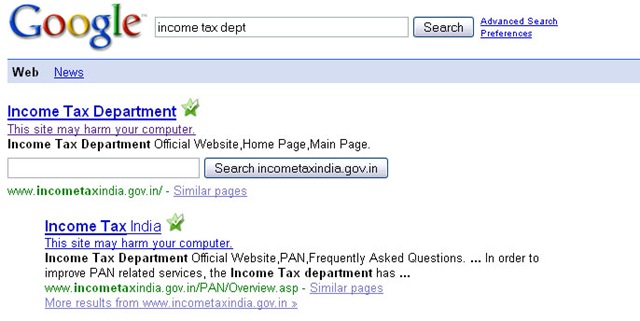 Google™ income tax dept Search Advanced Search
Preferences
Web News
Income Tax Department
This site may harm your computer.
Income Tax Department Official Website,Home Page,Main Page.
Search incometaxindia.gov.in
www.incometaxindia.gov.in/ - Similar pages
Income Tax India
This site may harm your computer.
Income Tax Department Official Website,PAN,Frequently Asked Questions. ... In order to
improve PAN related services, the Income Tax department has ...
www.incometaxindia.gov.in/PAN/Overview.asp - Similar pages
More results from www.incometaxindia.gov.in »